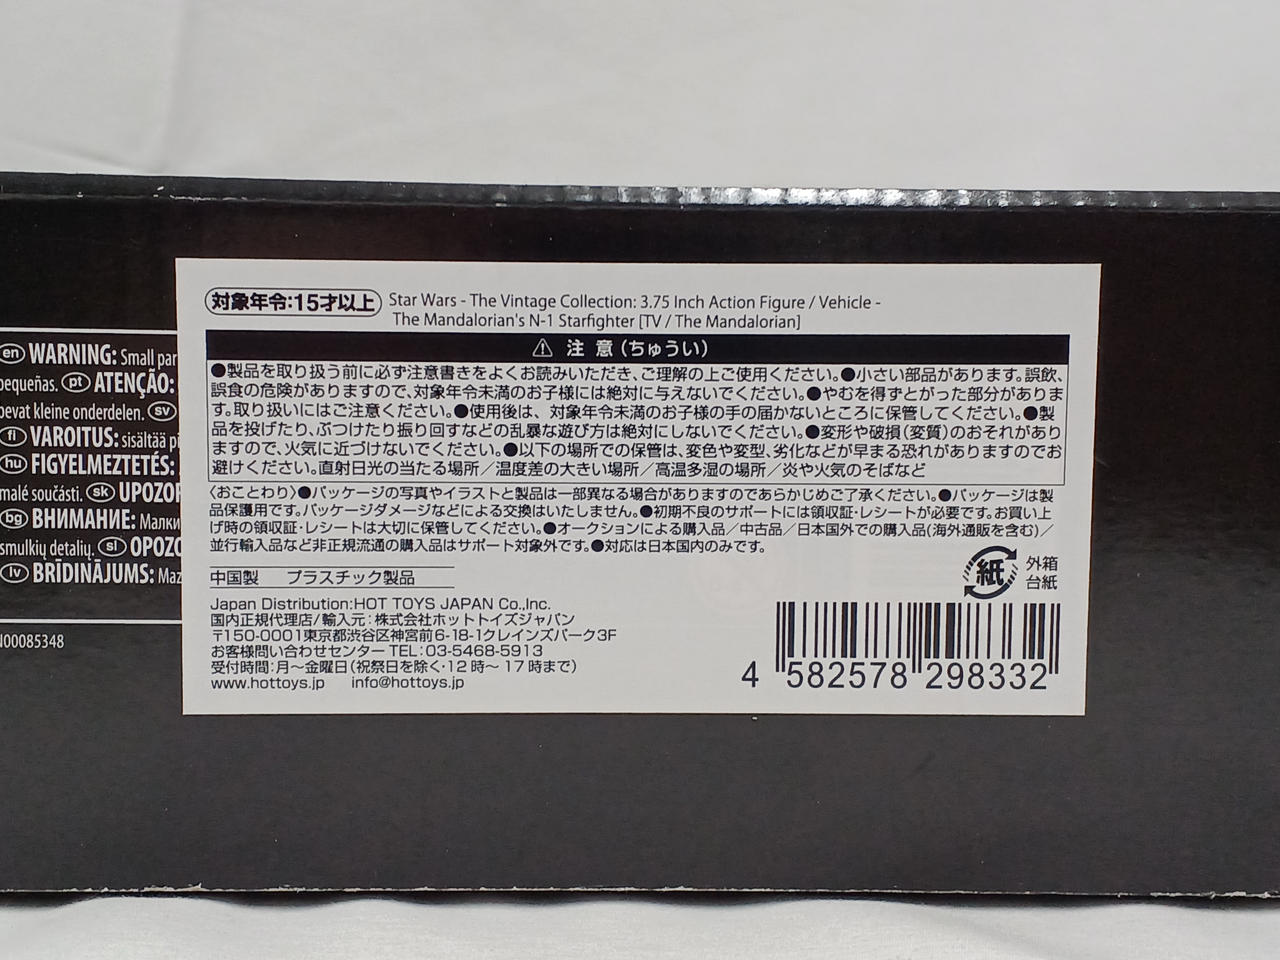 対象年令:15才以上
Star Wars - The Vintage Collection: 3.75 Inch Action Figure / Vehicle -
The Mandalorian's N-1 Starfighter [TV / The Mandalorian]
⚠ 注 意(ちゅうい)
●製品を取り扱う前に必ず注意書きをよくお読みいただき、ご理解の上ご使用ください。●小さい部品があります。誤飲、
誤食の危険がありますので、対象年令未満のお子様には絶対に与えないでください。●やむを得ずとがった部分がありま
す。取り扱いにはご注意ください。●使用後は、対象年令未満のお子様の手の届かないところに保管してください。●製
品を投げたり、ぶつけたり振り回すなどの乱暴な遊び方は絶対にしないでください。●変形や破損(変質)のおそれがあり
ますので、火気に近づけないでください。●以下の場所での保管は、変色や変型、劣化などが早まる恐れがありますのでお
避けください。直射日光の当たる場所/温度差の大きい場所/高温多湿の場所/炎や火気のそばなど
〈おことわり〉●パッケージの写真やイラストと製品は一部異なる場合がありますのであらかじめご了承ください。●パッケージは製
品保護用です。パッケージダメージなどによる交換はいたしません。●初期不良のサポートには領収証・レシートが必要です。お買い上
げ時の領収証・レシートは大切に保管してください。●オークションによる購入品/中古品/日本国外での購入品(海外通販を含む)/
並行輸入品など非正規流通の購入品はサポート対象外です。●対応は日本国内のみです。
中国製 プラスチック製品
紙
外箱
台紙
Japan Distribution:HOT TOYS JAPAN Co.,Inc.
国内正規代理店/輸入元:株式会社ホットトイズジャパン
〒150-0001東京都渋谷区神宮前6-18-1クレインズパーク3F
お客様問い合わせセンター TEL:03-5468-5913
受付時間:月〜金曜日(祝祭日を除く・12時〜17時まで)
www.hottoys.jp info@hottoys.jp
4 582578 298332
en WARNING: Small par
pequeñas. pt ATENÇÃO:
bevat kleine onderdelen. sv
fi VAROITUS: sisältää pi
hu FIGYELMEZTETÉS:
malé součásti. sk UPOZOR
bg ВНИМАНИЕ: Малки
smulkių detalių. sl OPOZO
lv BRĪDINĀJUMS: Maz
N00085348